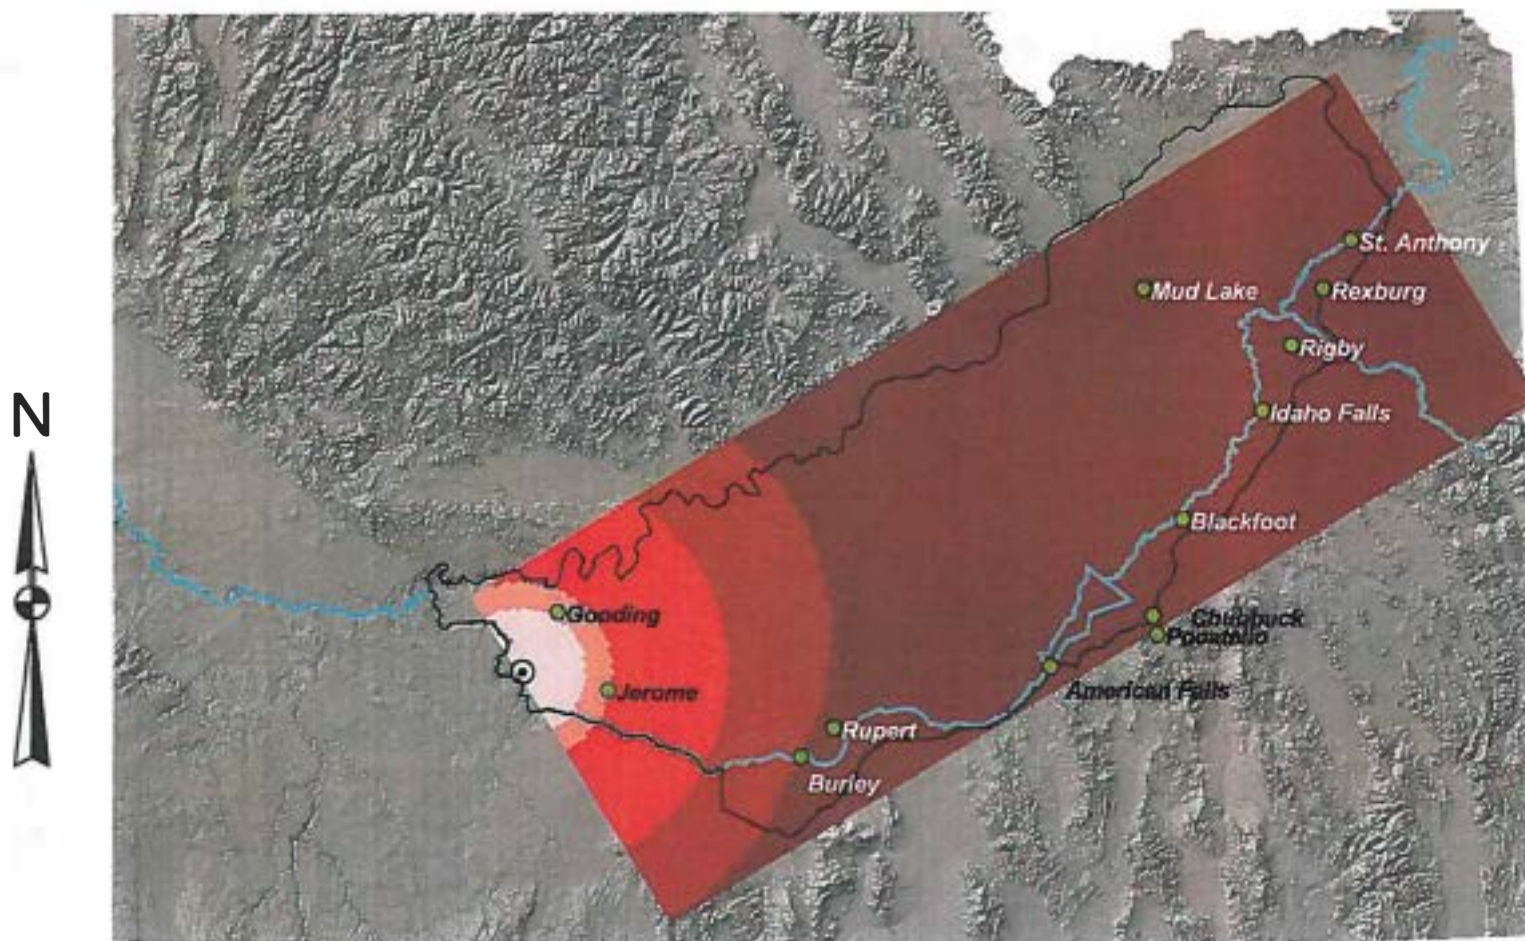 N
St. Anthony
Mud Lake
Rexburg
Rigby
Idaho Falls
Blackfoot
Gooding
Chubbuck
Pocatello
American Falls
Jerome
Rupert
Burley